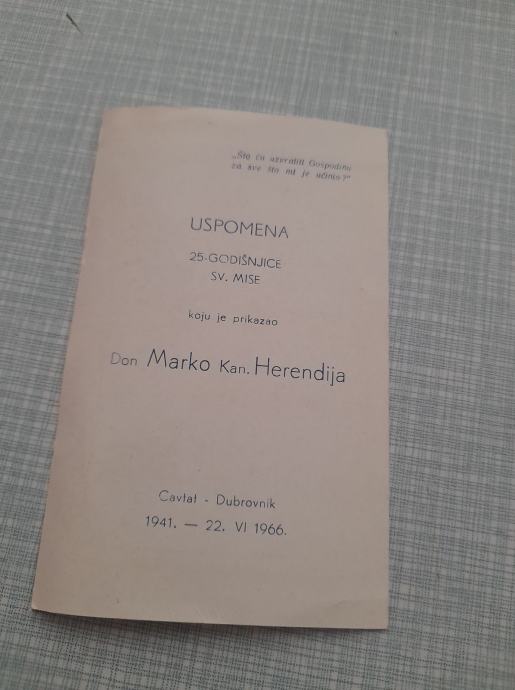 „Što ću uzvratiti Gospodinu
za sve što mi je učinio?"
USPOMENA
25-GODIŠNJICE
SV. MISE
koju je prikazao
Don Marko Kan. Herendija
Cavtat - Dubrovnik
1941. — 22. VI 1966.